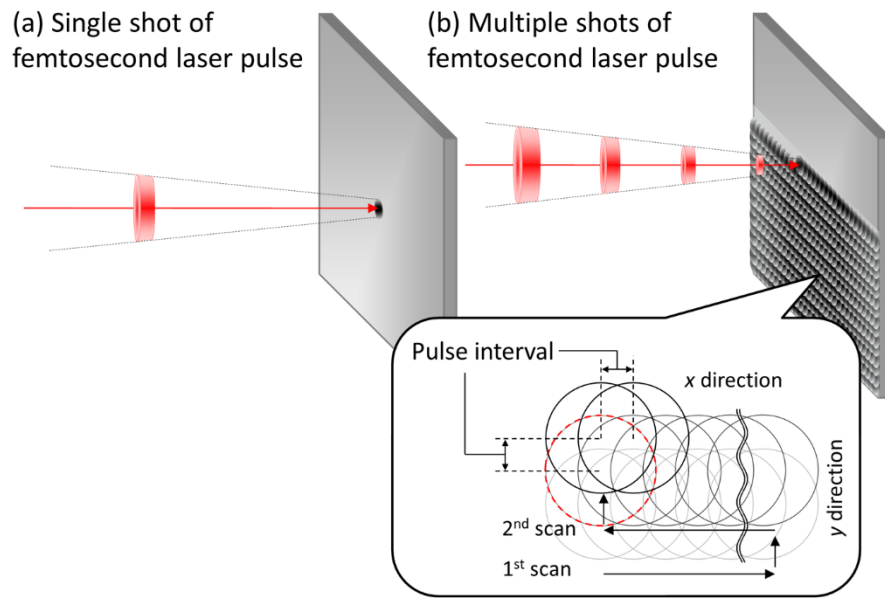 (a) Single shot of
femtosecond laser pulse
(b) Multiple shots of
femtosecond laser pulse
Pulse interval
x direction
y direction
2nd scan
1st scan